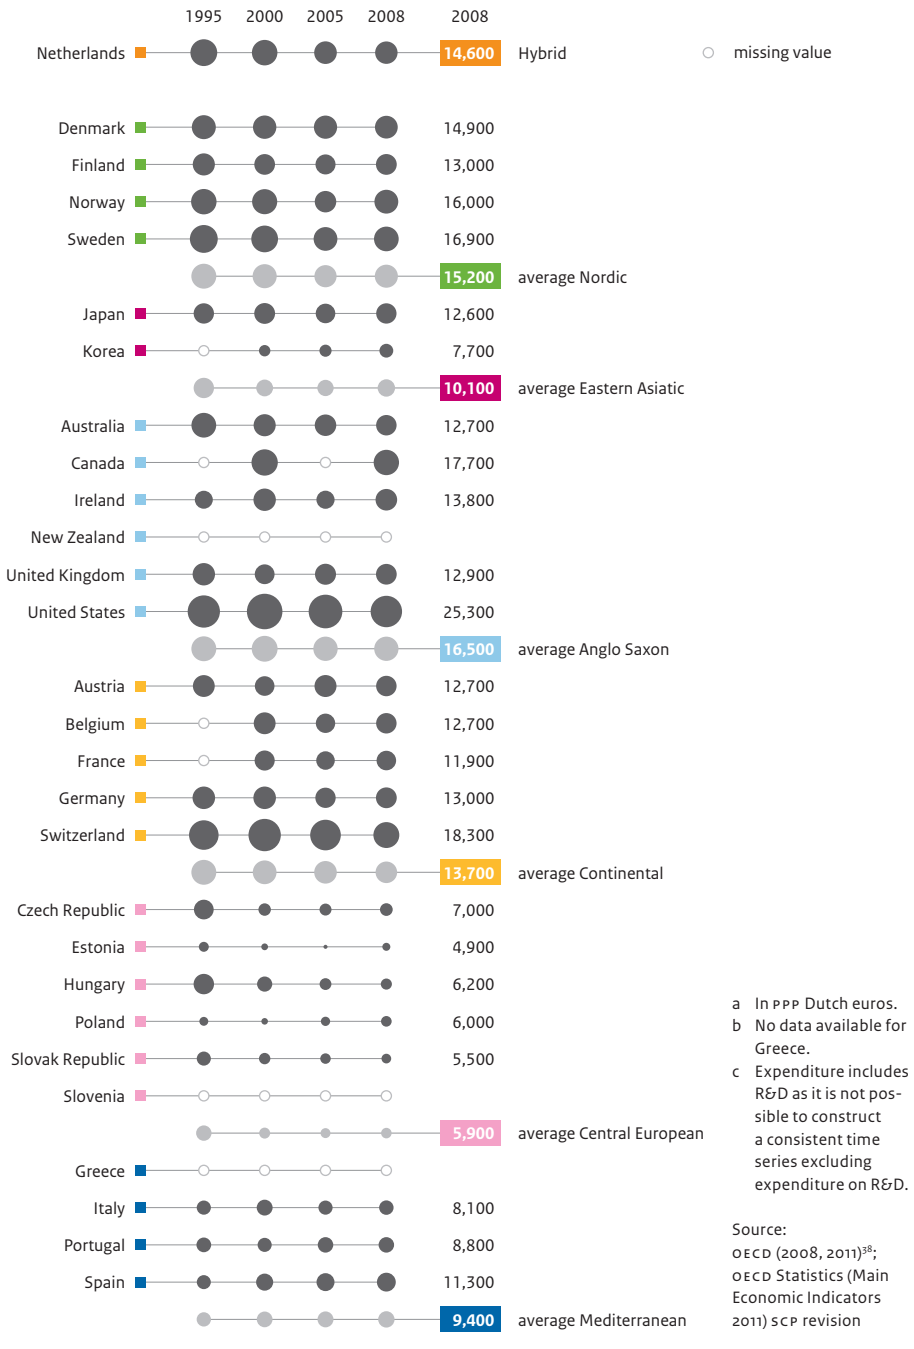 1995 2000 2005 2008 2008
Netherlands 14,600 Hybrid missing value
Denmark 14,900
Finland 13,000
Norway 16,000
Sweden 16,900
15,200 average Nordic
Japan 12,600
Korea 7,700
10,100 average Eastern Asiatic
Australia 12,700
Canada 17,700
Ireland 13,800
New Zealand
United Kingdom 12,900
United States 25,300
16,500 average Anglo Saxon
Austria 12,700
Belgium 12,700
France 11,900
Germany 13,000
Switzerland 18,300
13,700 average Continental
Czech Republic 7,000
Estonia 4,900
Hungary 6,200
Poland 6,000
Slovak Republic 5,500
Slovenia
5,900 average Central European
Greece
Italy 8,100
Portugal 8,800
Spain 11,300
9,400 average Mediterranean
a In PPP Dutch euros.
b No data available for
Greece.
c Expenditure includes
R&D as it is not pos-
sible to construct
a consistent time
series excluding
expenditure on R&D.
Source:
OECD (2008, 2011)³⁸;
OECD Statistics (Main
Economic Indicators
2011) SCP revision